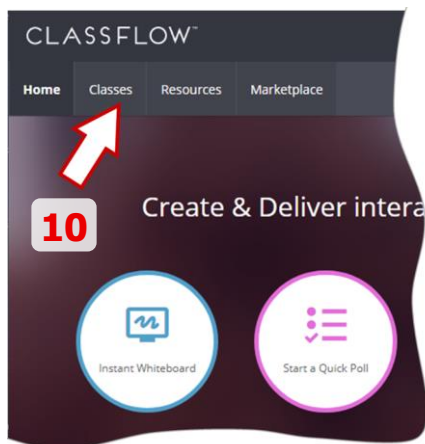 CLASSFLOW™
Home Classes Resources Marketplace
10
Create & Deliver intera
Instant Whiteboard Start a Quick Poll